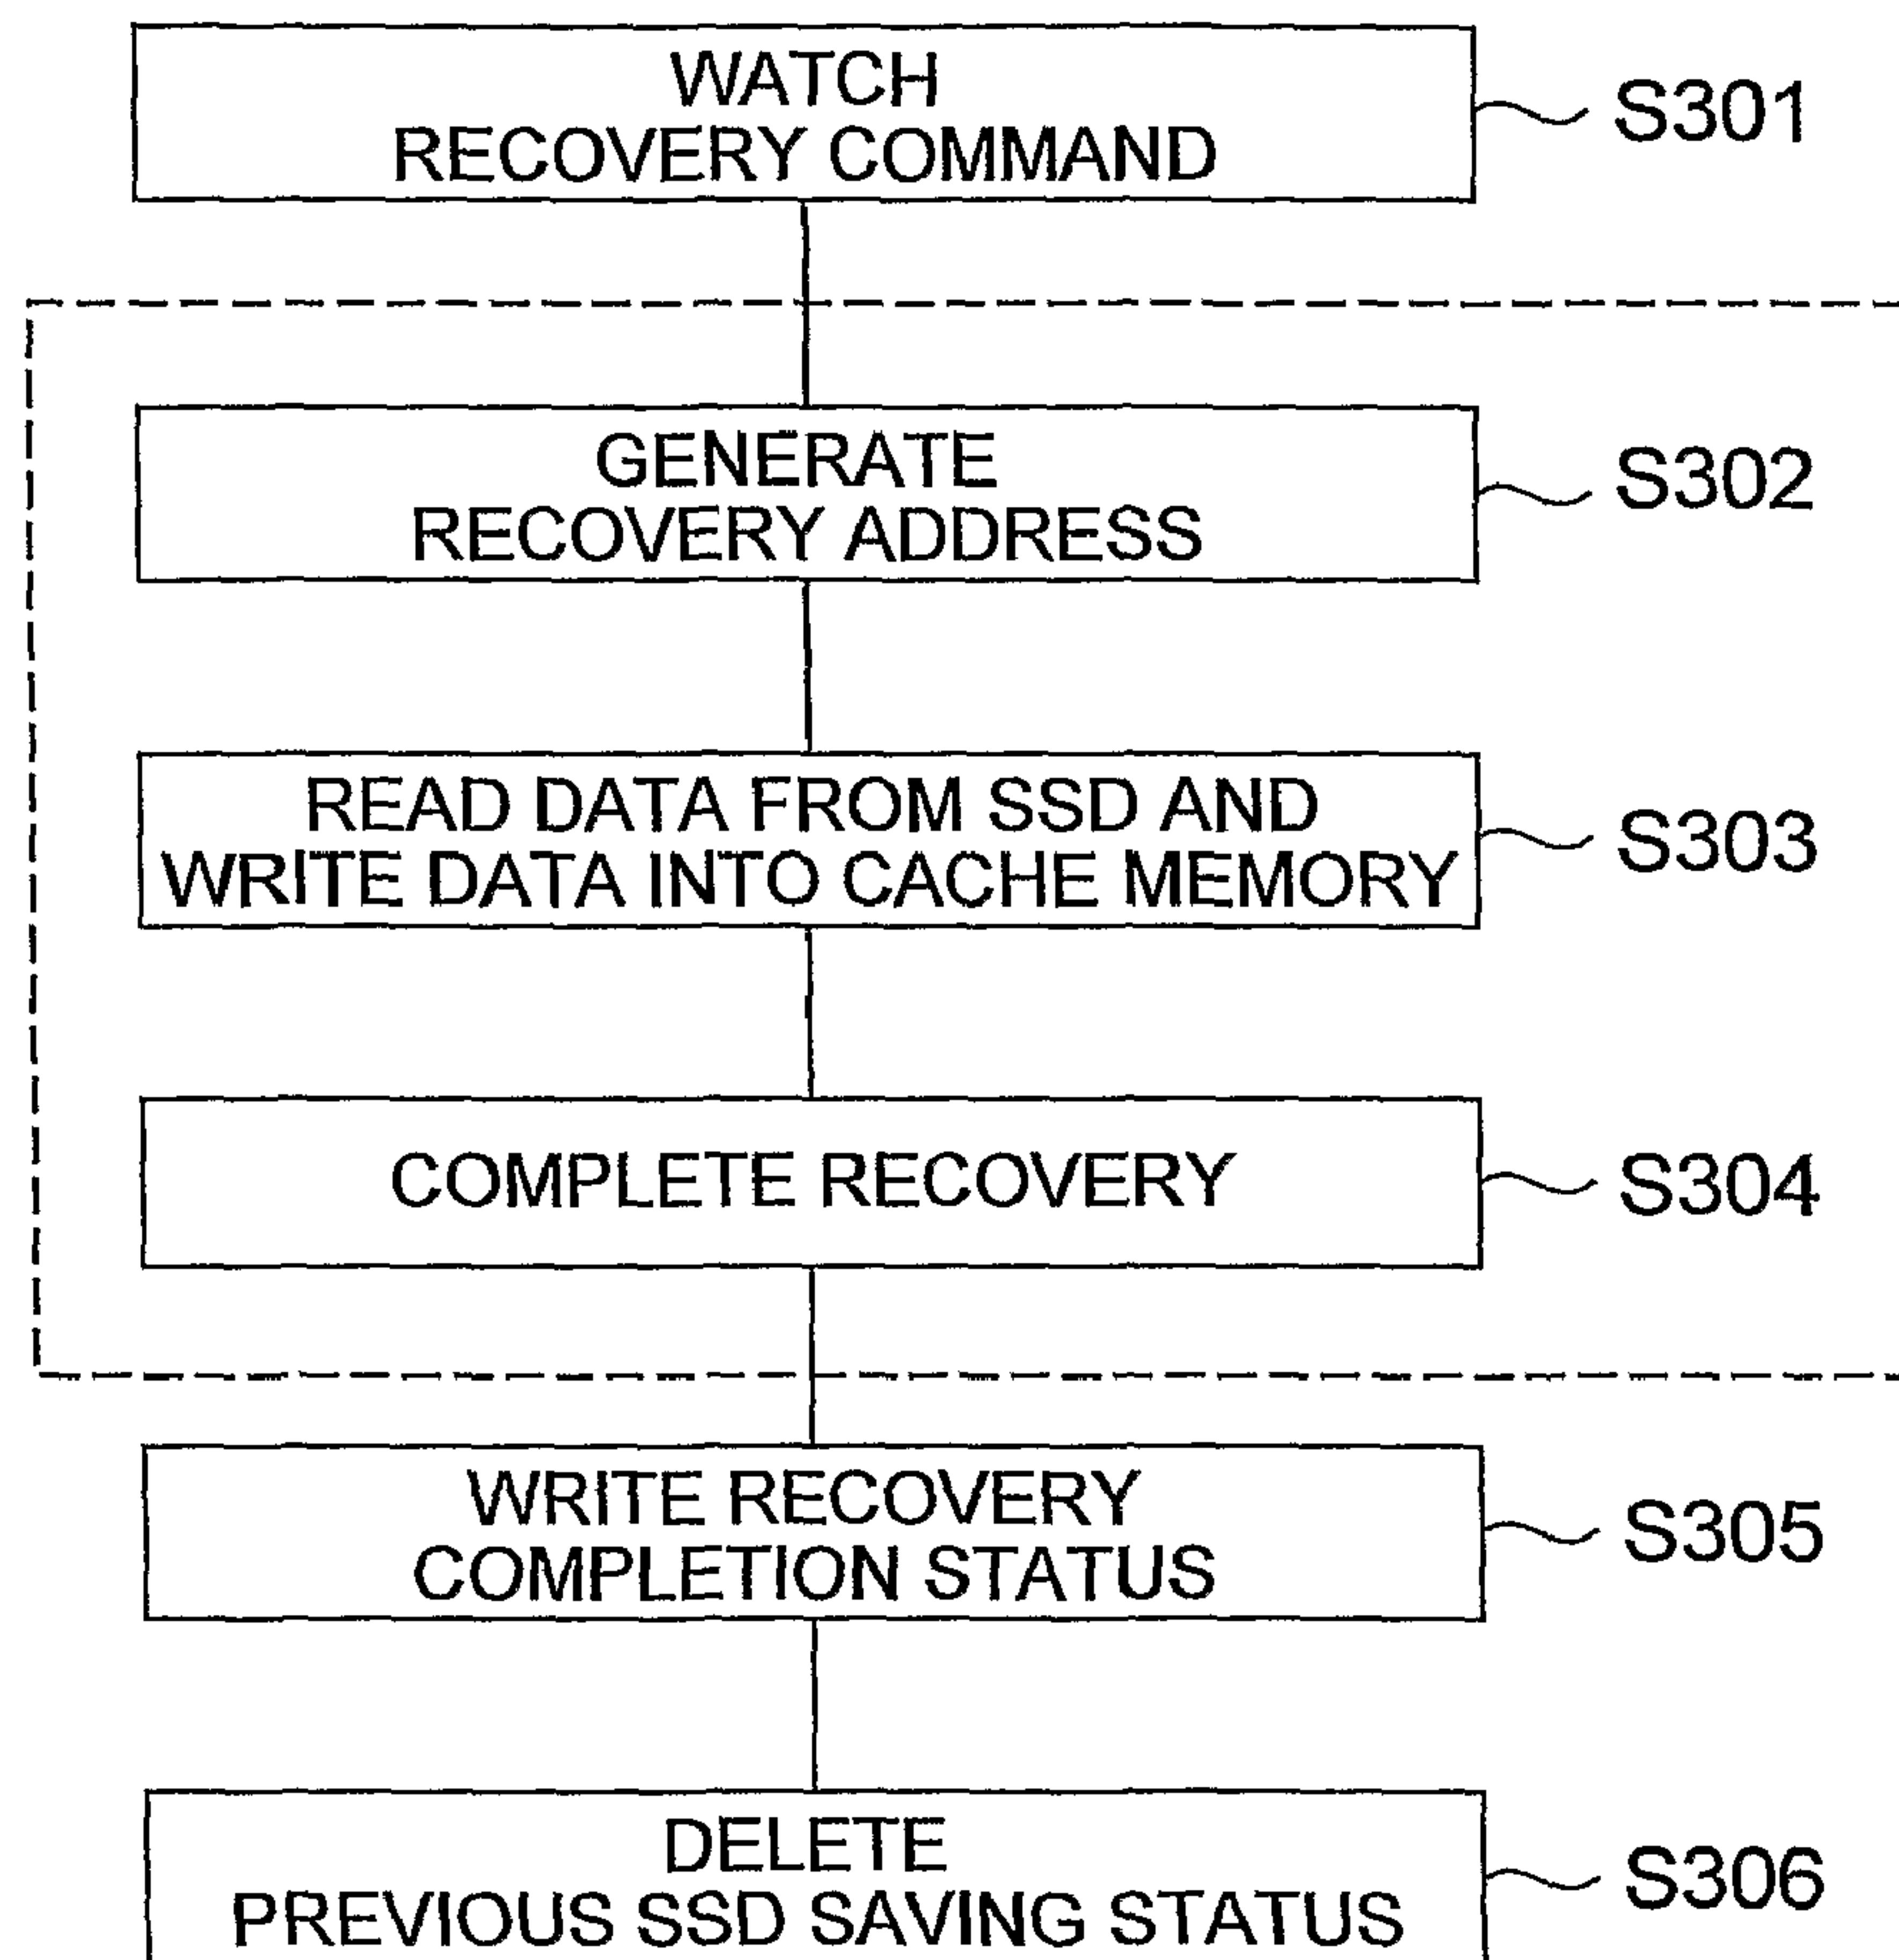 WATCH
RECOVERY COMMAND
S301
GENERATE
RECOVERY ADDRESS
S302
READ DATA FROM SSD AND
WRITE DATA INTO CACHE MEMORY
S303
COMPLETE RECOVERY
S304
WRITE RECOVERY
COMPLETION STATUS
S305
DELETE
PREVIOUS SSD SAVING STATUS
S306